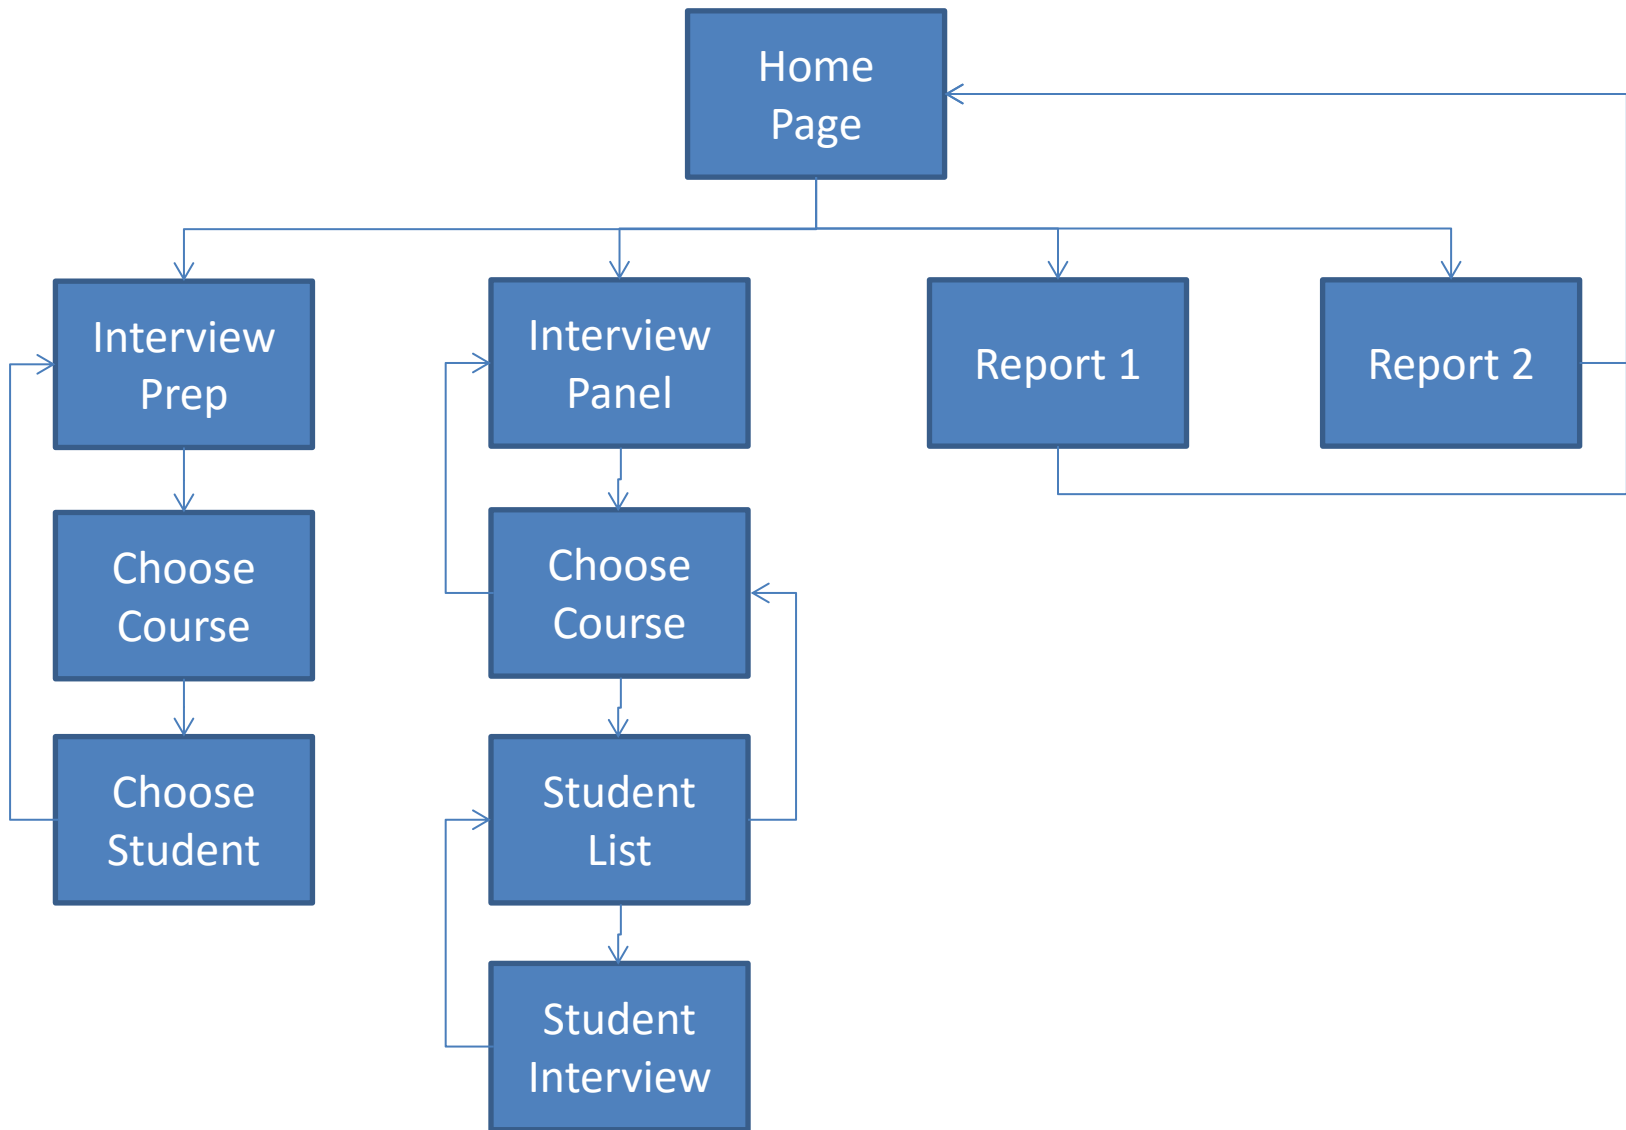 Home
Page
Interview
Prep
Interview
Panel
Report 1
Report 2
Choose
Course
Choose
Course
Choose
Student
Student
List
Student
Interview